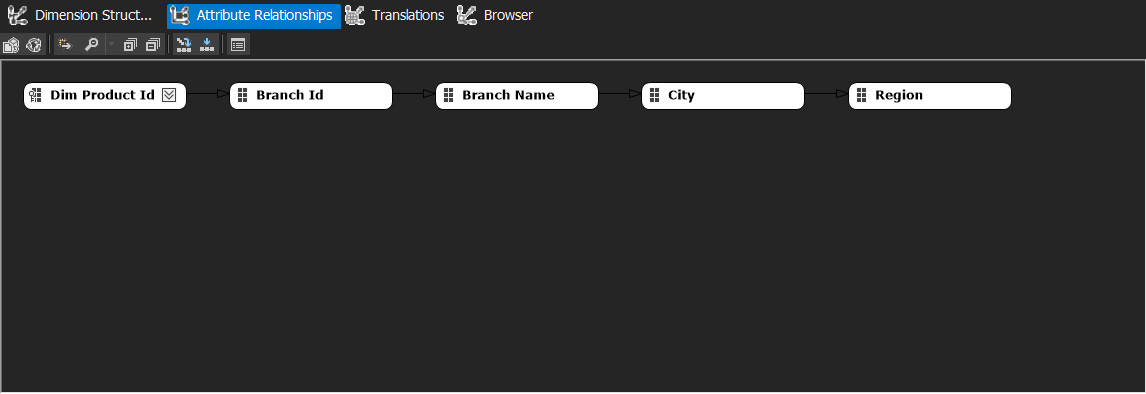 Dimension Struct... Attribute Relationships Translations Browser
Dim Product Id Branch Id Branch Name City Region